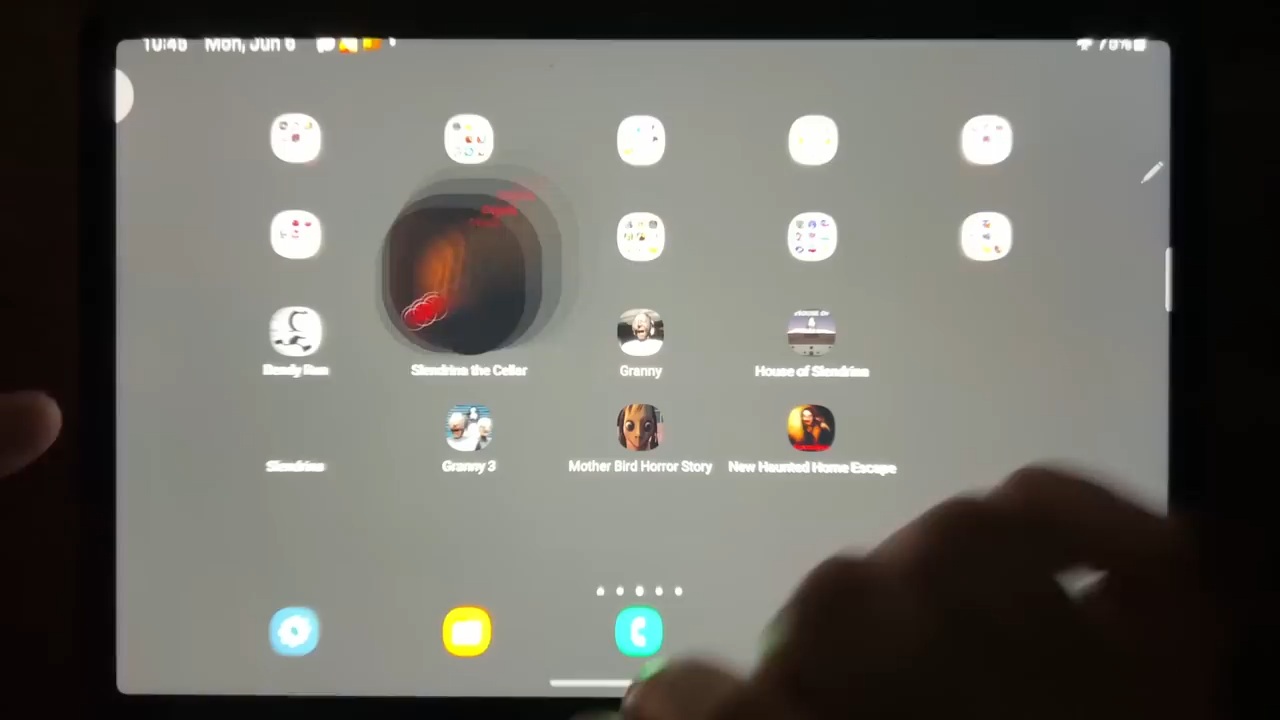 10:46 Mon, Jun 6
78%
Bendy Run
Slendrina the Cellar
Granny
House of Slendrina
Slendrina
Granny 3
Mother Bird Horror Story
New Haunted Home Escape